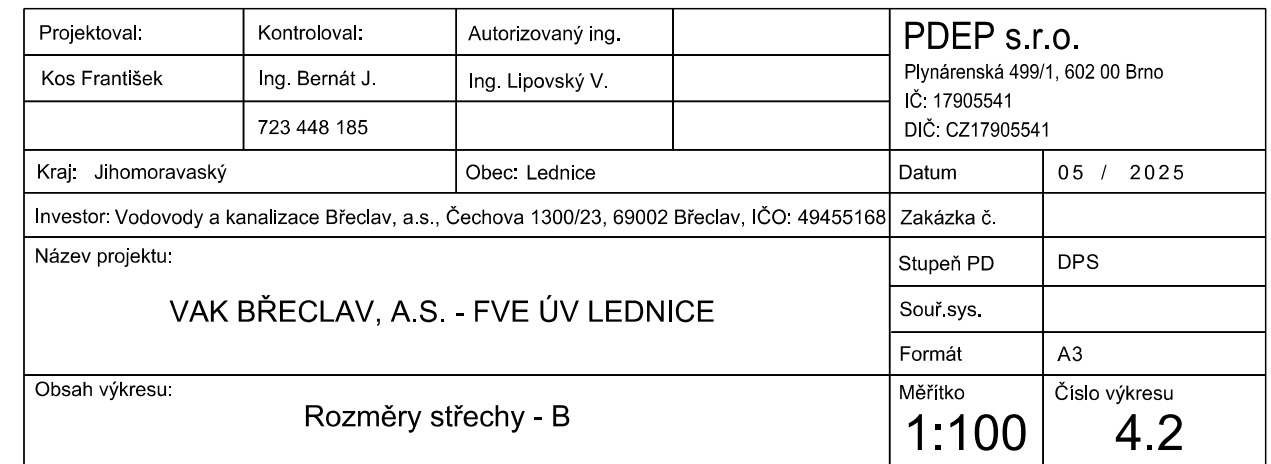 Projektoval: Kontroloval: Autorizovaný ing. PDEP s.r.o.
Kos František Ing. Bernát J. Ing. Lipovský V. Plynárenská 499/1, 602 00 Brno
IČ: 17905541
723 448 185 DIČ: CZ17905541
Kraj: Jihomoravaský Obec: Lednice Datum 05 / 2025
Investor: Vodovody a kanalizace Břeclav, a.s., Čechova 1300/23, 69002 Břeclav, IČO: 49455168 Zakázka č.
Název projektu: Stupeň PD DPS
VAK BŘECLAV, A.S. - FVE ÚV LEDNICE Souř.sys.
Formát A3
Obsah výkresu: Měřítko Číslo výkresu
Rozměry střechy - B 1:100 4.2